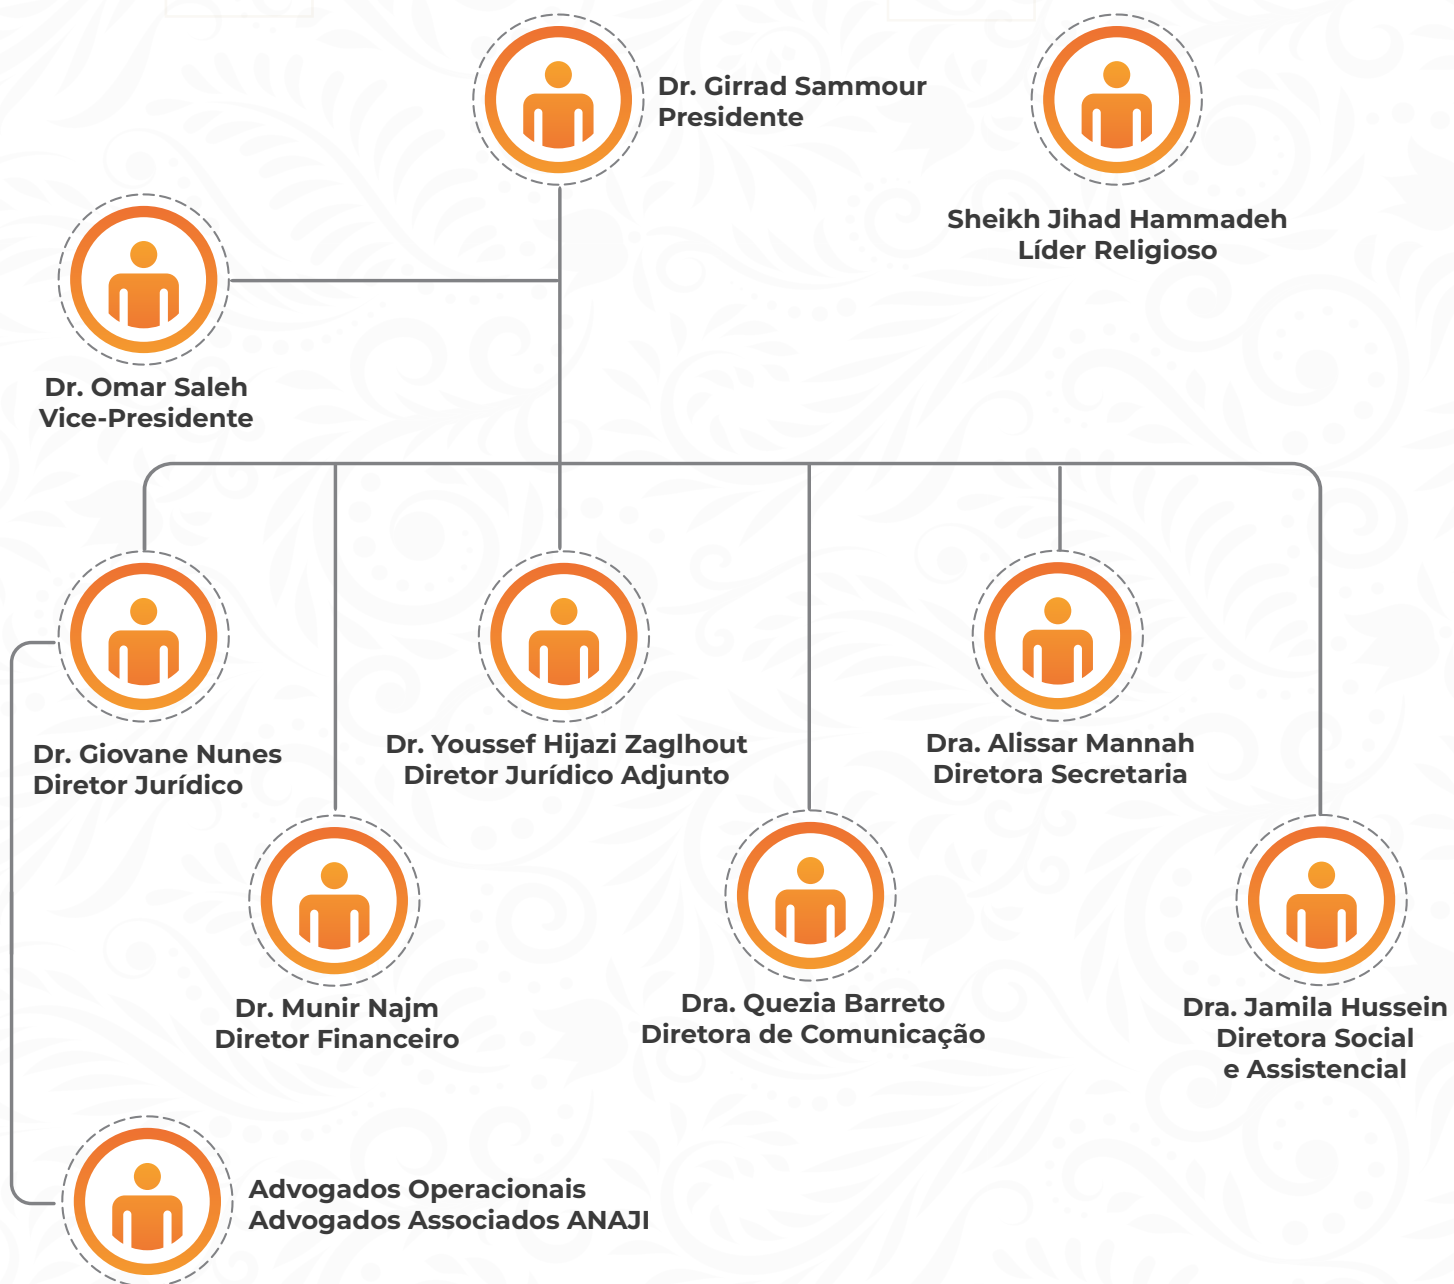 Dr. Girrad Sammour
Presidente
Sheikh Jihad Hammadeh
Líder Religioso
Dr. Omar Saleh
Vice-Presidente
Dr. Giovane Nunes
Diretor Jurídico
Dr. Youssef Hijazi Zaglhout
Diretor Jurídico Adjunto
Dra. Alissar Mannah
Diretora Secretaria
Dr. Munir Najm
Diretor Financeiro
Dra. Quezia Barreto
Diretora de Comunicação
Dra. Jamila Hussein
Diretora Social
e Assistencial
Advogados Operacionais
Advogados Associados ANAJI